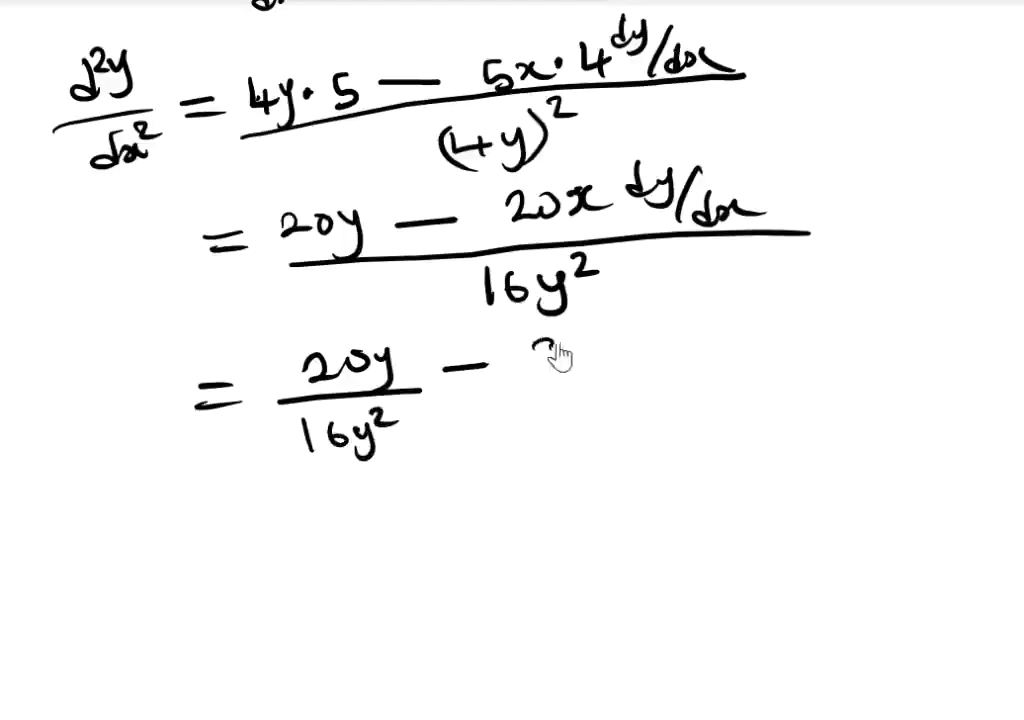 d²y/dx² = (4y · 5 − 5x · 4 dy/dx) / (4y)²
= (20y − 20x dy/dx) / 16y²
= 20y / 16y² −